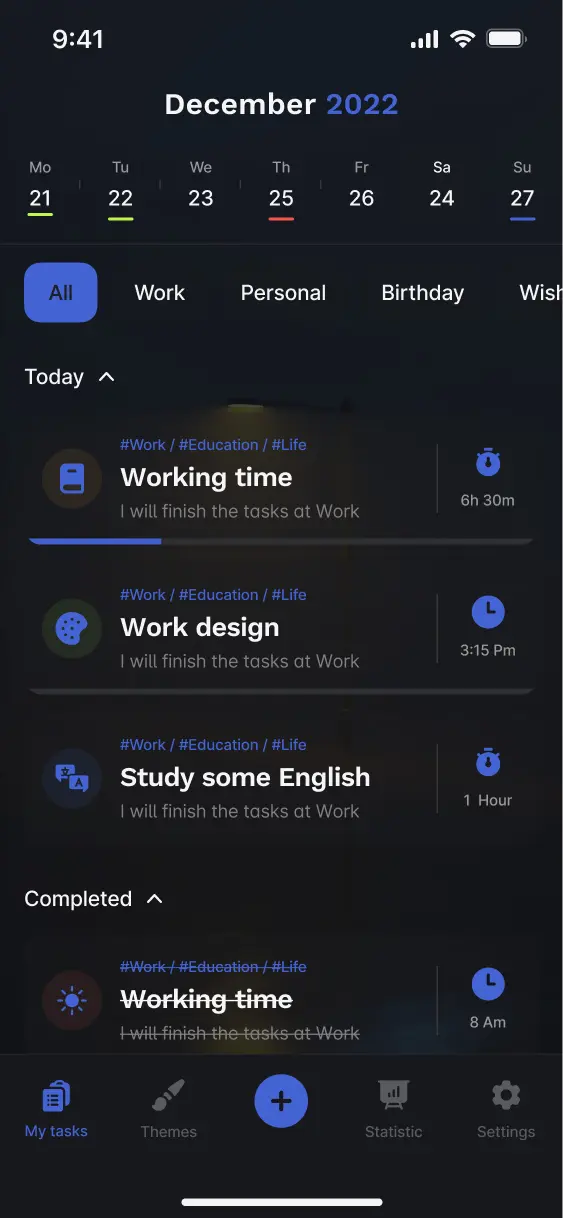 9:41
December 2022
Mo Tu We Th Fr Sa Su
21 22 23 25 26 24 27
All Work Personal Birthday Wish
Today
#Work / #Education / #Life
Working time
I will finish the tasks at Work
6h 30m
#Work / #Education / #Life
Work design
I will finish the tasks at Work
3:15 Pm
#Work / #Education / #Life
Study some English
I will finish the tasks at Work
1 Hour
Completed
#Work / #Education / #Life
Working time
I will finish the tasks at Work
8 Am
My tasks Themes Statistic Settings